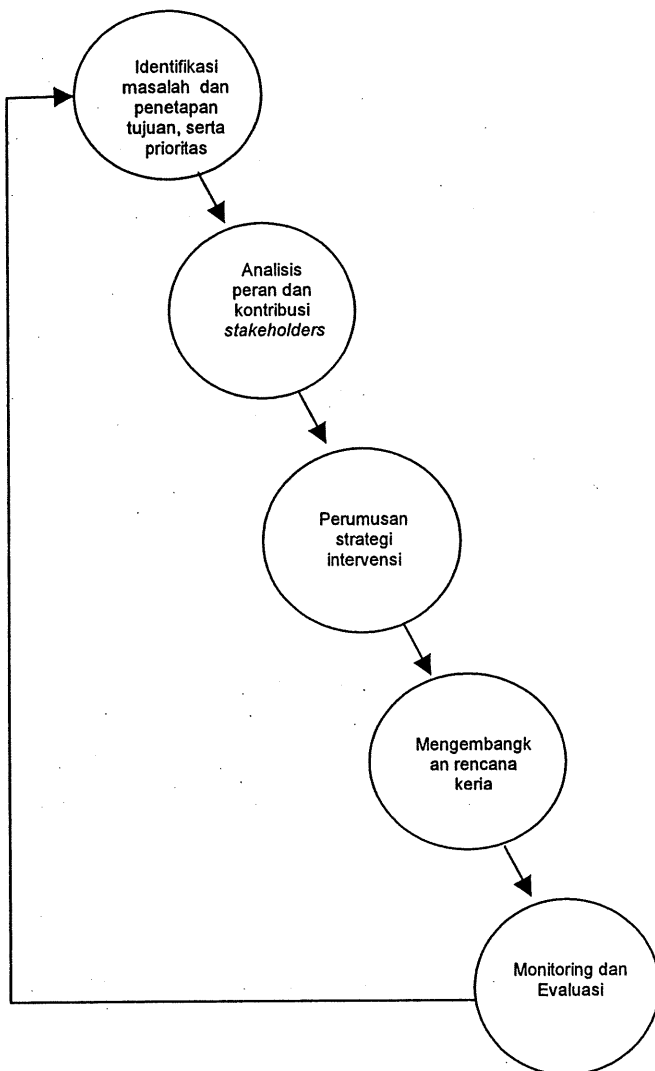 Identifikasi
masalah dan
penetapan
tujuan, serta
prioritas
Analisis
peran dan
kontribusi
stakeholders
Perumusan
strategi
intervensi
Mengembangk
an rencana
kerja
Monitoring dan
Evaluasi